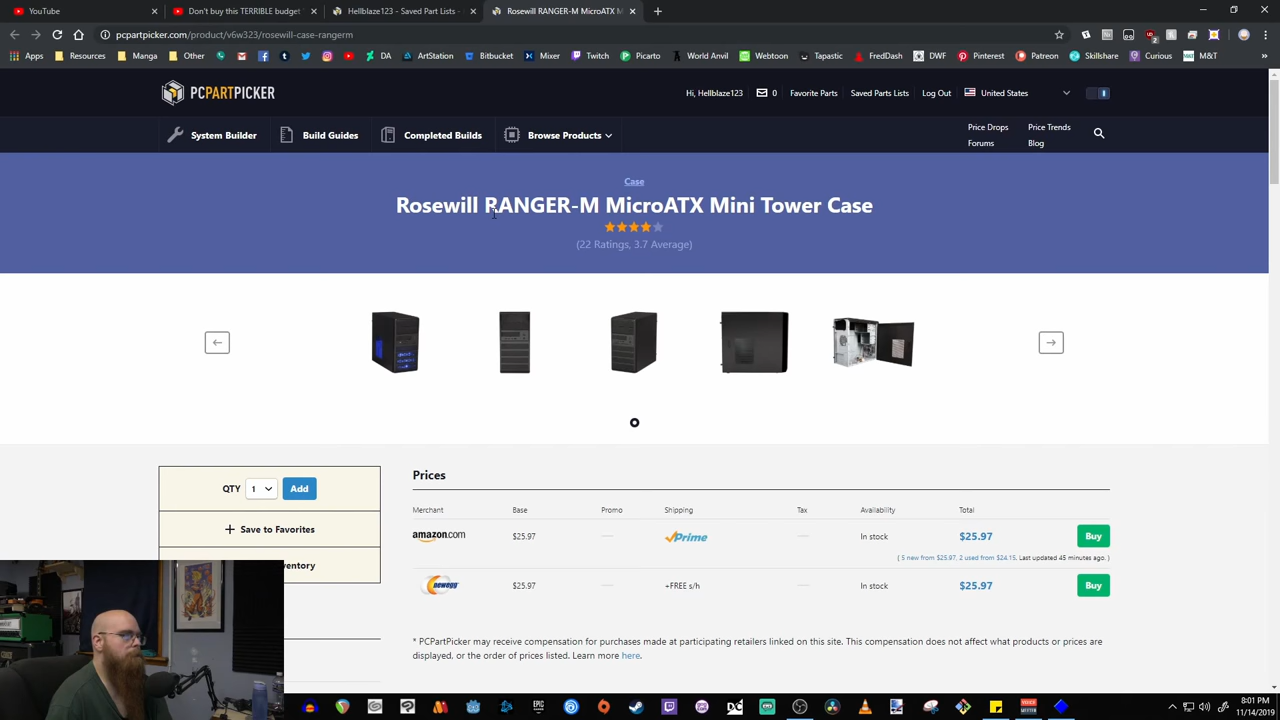 YouTube
Don't buy this TERRIBLE budget
Hellblaze123 – Saved Part Lists -
Rosewill RANGER-M MicroATX M
pcpartpicker.com/product/v6w323/rosewill-case-rangerm
Apps Resources Manga Other DA ArtStation Bitbucket Mixer Twitch Picarto World Anvil Webtoon Tapastic FredDash DWF Pinterest Patreon Skillshare Curious M&T
PCPARTPICKER
Hi, Hellblaze123 0 Favorite Parts Saved Parts Lists Log Out United States
System Builder Build Guides Completed Builds Browse Products
Price Drops Price Trends
Forums Blog
Case
Rosewill RANGER-M MicroATX Mini Tower Case
(22 Ratings, 3.7 Average)
QTY 1 Add
Save to Favorites
entory
Prices
Merchant Base Promo Shipping Tax Availability Total
amazon.com $25.97 — Prime — In stock $25.97 Buy
( 5 new from $25.97, 2 used from $24.15. Last updated 45 minutes ago. )
newegg $25.97 — +FREE s/h — In stock $25.97 Buy
* PCPartPicker may receive compensation for purchases made at participating retailers linked on this site. This compensation does not affect what products or prices are
displayed, or the order of prices listed. Learn more here.
8:01 PM
11/14/2019